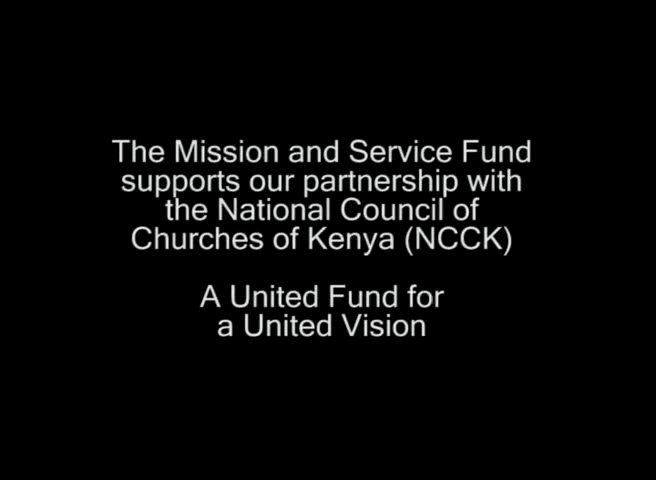 The Mission and Service Fund
supports our partnership with
the National Council of
Churches of Kenya (NCCK)
A United Fund for
a United Vision